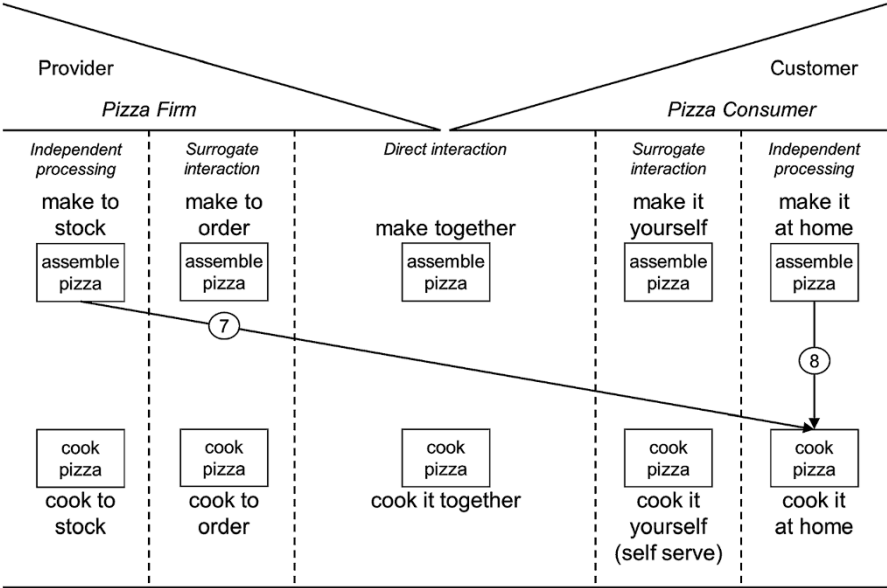 Provider
Customer
Pizza Firm
Pizza Consumer
Independent
processing
Surrogate
interaction
Direct interaction
Surrogate
interaction
Independent
processing
make to
stock
make to
order
make together
make it
yourself
make it
at home
assemble
pizza
assemble
pizza
assemble
pizza
assemble
pizza
assemble
pizza
7
8
cook
pizza
cook
pizza
cook
pizza
cook
pizza
cook
pizza
cook to
stock
cook to
order
cook it together
cook it
yourself
(self serve)
cook it
at home